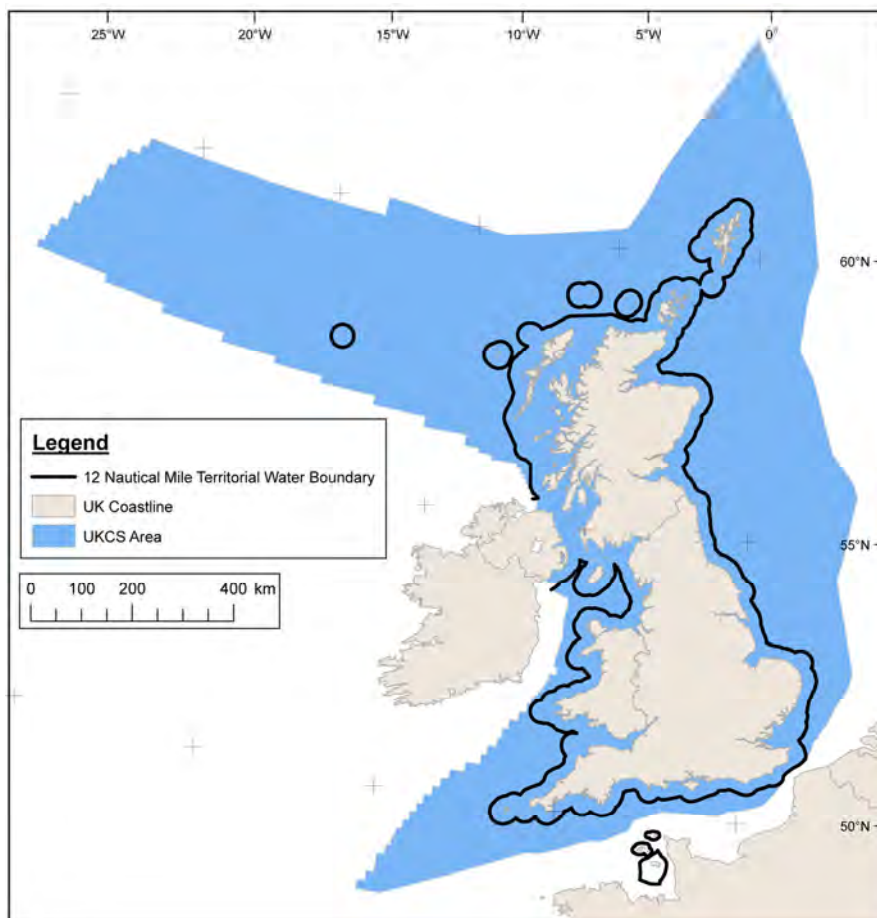 25°W 20°W 15°W 10°W 5°W 0°
60°N
Legend
12 Nautical Mile Territorial Water Boundary
UK Coastline
UKCS Area
55°N
0 100 200 400 km
50°N